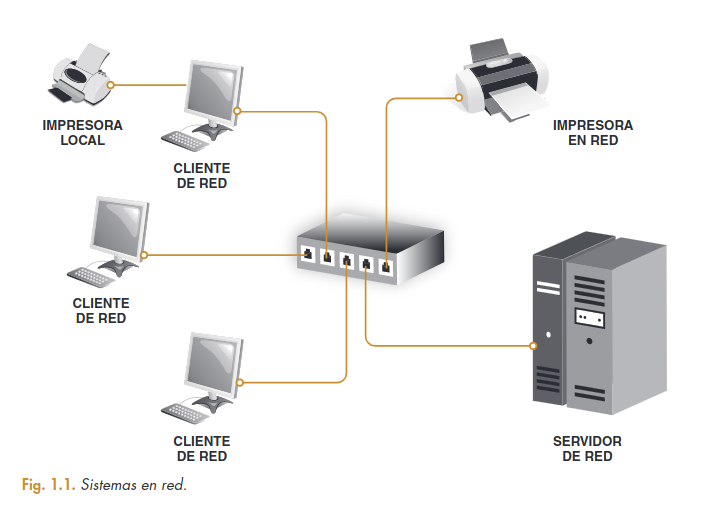 IMPRESORA
LOCAL
CLIENTE
DE RED
IMPRESORA
EN RED
CLIENTE
DE RED
CLIENTE
DE RED
SERVIDOR
DE RED
Fig. 1.1. Sistemas en red.